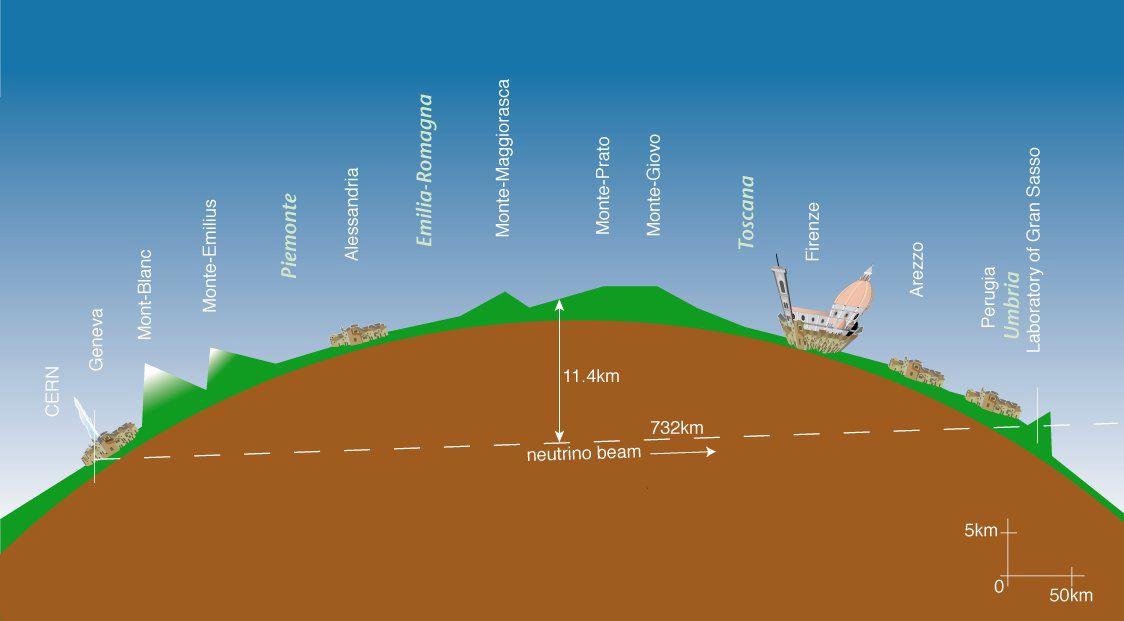 CERN
Geneva
Mont-Blanc
Monte-Emilius
Piemonte
Alessandria
Emilia-Romagna
Monte-Maggiorasca
Monte-Prato
Monte-Giovo
Toscana
Firenze
Arezzo
Perugia
Umbria
Laboratory of Gran Sasso
11.4km
732km
neutrino beam
5km
0
50km